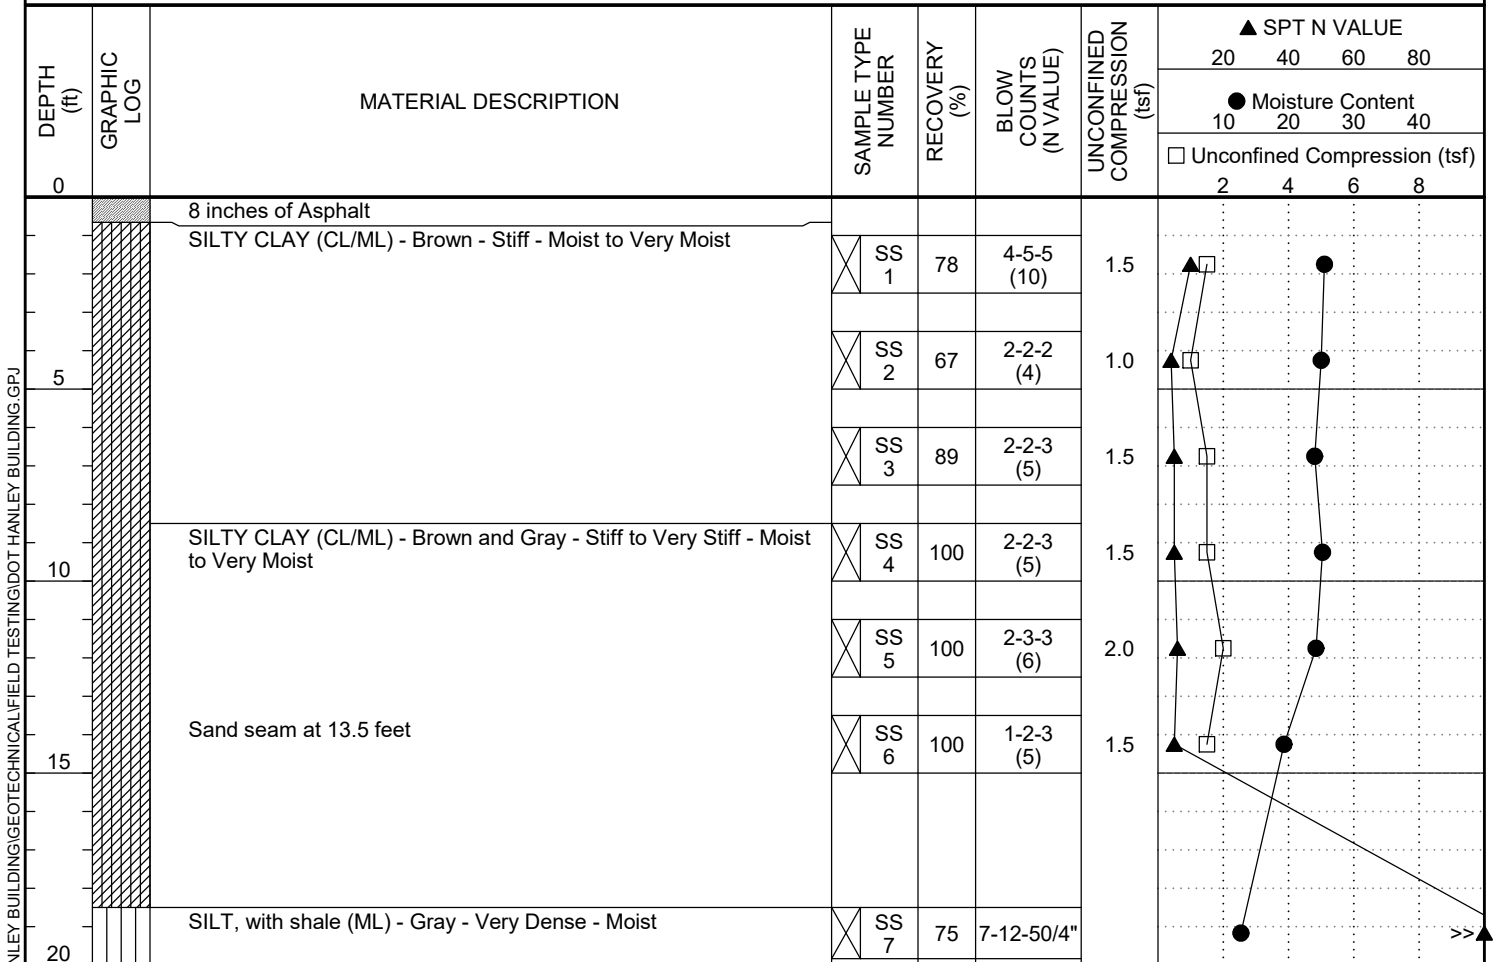 DEPTH
(ft)
GRAPHIC
LOG
MATERIAL DESCRIPTION
SAMPLE TYPE
NUMBER
RECOVERY
(%)
BLOW
COUNTS
(N VALUE)
UNCONFINED
COMPRESSION
(tsf)
▲ SPT N VALUE
20 40 60 80
● Moisture Content
10 20 30 40
□ Unconfined Compression (tsf)
2 4 6 8
0
8 inches of Asphalt
SILTY CLAY (CL/ML) - Brown - Stiff - Moist to Very Moist
SS
1
78
4-5-5
(10)
1.5
SS
2
67
2-2-2
(4)
1.0
5
SS
3
89
2-2-3
(5)
1.5
SILTY CLAY (CL/ML) - Brown and Gray - Stiff to Very Stiff - Moist
to Very Moist
SS
4
100
2-2-3
(5)
1.5
10
SS
5
100
2-3-3
(6)
2.0
Sand seam at 13.5 feet
SS
6
100
1-2-3
(5)
1.5
15
SILT, with shale (ML) - Gray - Very Dense - Moist
SS
7
75
7-12-50/4"
>>
20
NLEY BUILDING\GEOTECHNICAL\FIELD TESTING\DOT HANLEY BUILDING.GPJ